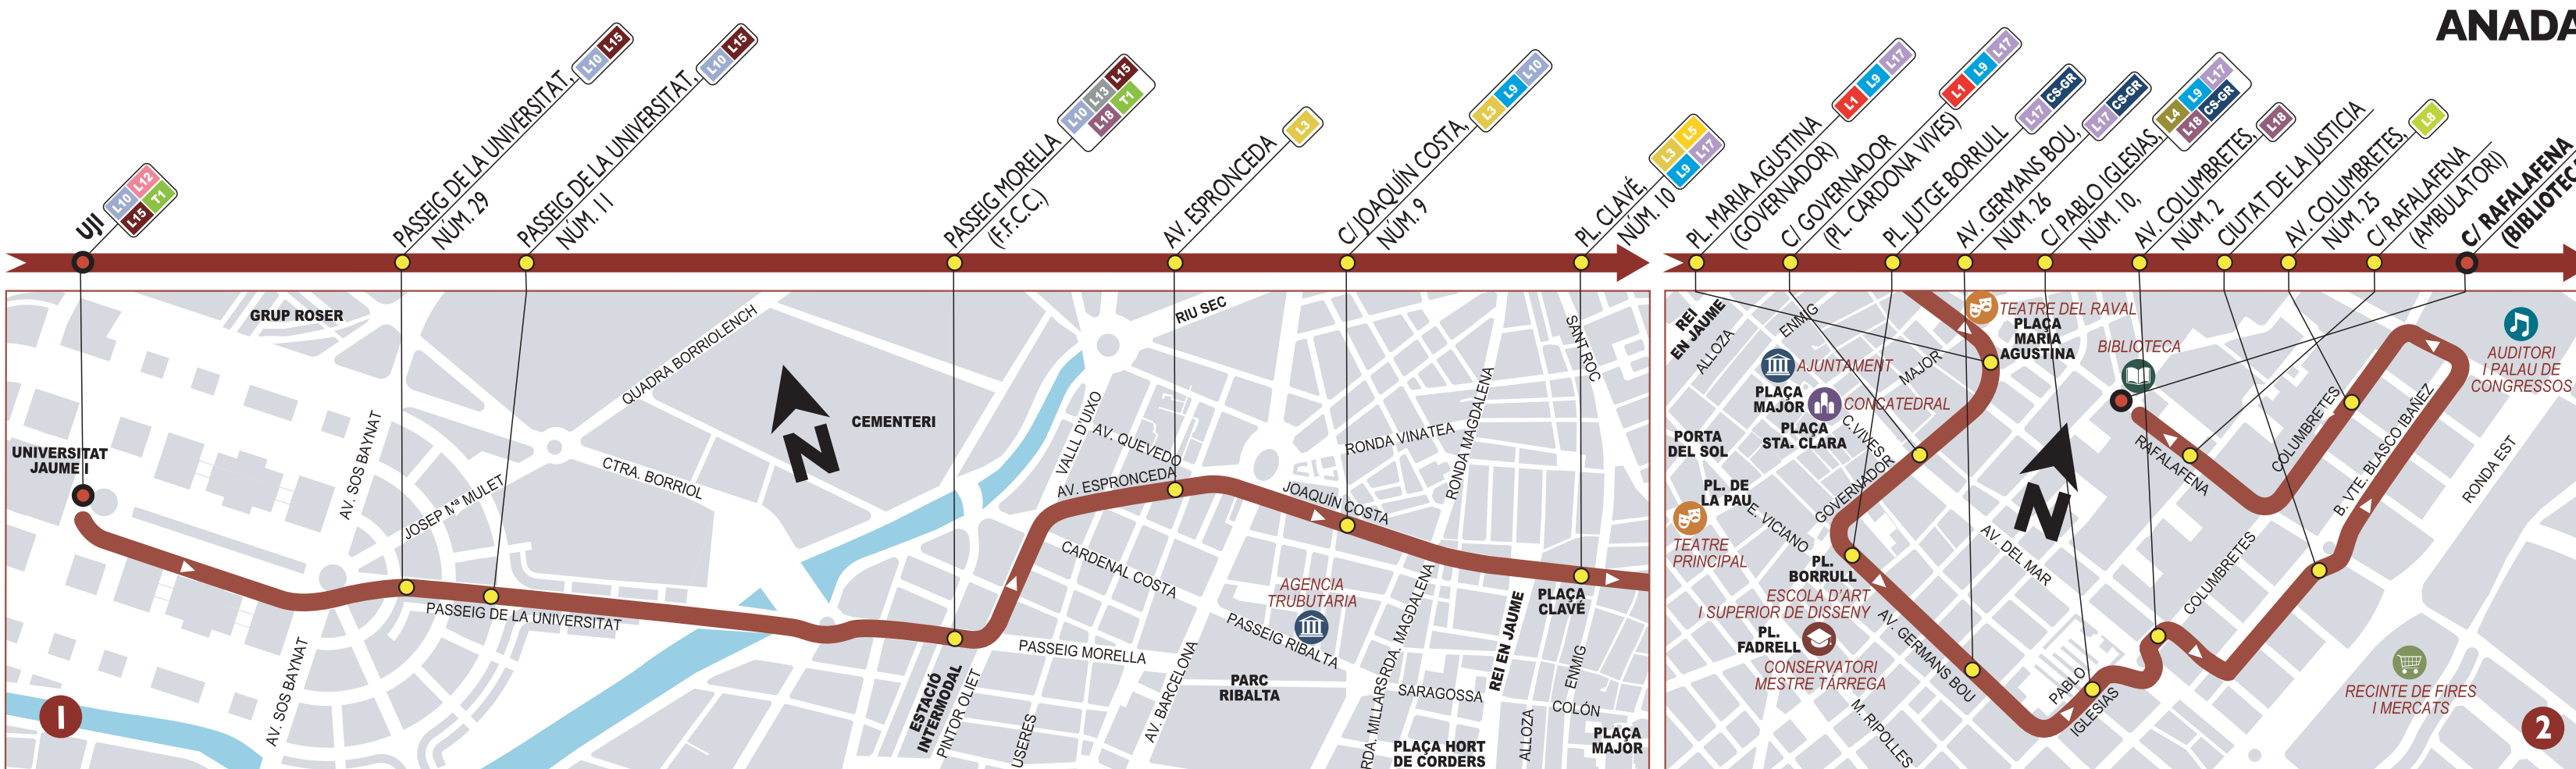 ANADA
UJI
L10 L12
L15 T1
PASSEIG DE LA UNIVERSITAT,
NÚM. 29
L10 L15
PASSEIG DE LA UNIVERSITAT,
NÚM. 11
L10 L15
PASSEIG MORELLA
(F.F.C.C.)
L10 L13 L15
L18 T1
AV. ESPRONCEDA
L3
C/ JOAQUÍN COSTA,
NÚM. 9
L3 L9 L10
PL. CLAVÉ,
NÚM. 10
L3 L5
L9 L17
PL. MARIA AGUSTINA
(GOVERNADOR)
L1 L9 L17
C/ GOVERNADOR
(PL. CARDONA VIVES)
L1 L9 L17
PL. JUTGE BORRULL
L17 CS-GR
AV. GERMANS BOU,
NÚM. 26
L17 CS-GR
C/ PABLO IGLESIAS,
NÚM. 10,
L4 L9 L17
L18 CS-GR
AV. COLUMBRETES,
NÚM. 2
L18
CIUTAT DE LA JUSTICIA
AV. COLUMBRETES,
NÚM. 25
L8
C/ RAFALAFENA
(AMBULATORI)
C/ RAFALAFENA
(BIBLIOTEC
GRUP ROSER
QUADRA BORRIOLENCH
CEMENTERI
RIU SEC
SANT ROC
UNIVERSITAT
JAUME I
AV. SOS BAYNAT
JOSEP Mª MULET
CTRA. BORRIOL
N
VALL D'UIXO
AV. QUEVEDO
AV. ESPRONCEDA
RONDA VINATEA
RONDA MAGDALENA
JOAQUÍN COSTA
CARDENAL COSTA
AGENCIA
TRUBUTÀRIA
PASSEIG RIBALTA
PLAÇA
CLAVÉ
PASSEIG DE LA UNIVERSITAT
PASSEIG MORELLA
AV. SOS BAYNAT
ESTACIÓ
INTERMODAL
PINTOR OLIET
USERES
AV. BARCELONA
PARC
RIBALTA
RDA. MAGDALENA
RDA. MILLARS
REI EN JAUME
SARAGOSSA
ENMIG
COLÓN
ALLOZA
PLAÇA HORT
DE CORDERS
PLAÇA
MAJOR
1
REI
EN JAUME
ALLOZA
ENMIG
TEATRE DEL RAVAL
PLAÇA
MARIA
AGUSTINA
AJUNTAMENT
MAJOR
PLAÇA
MAJOR
CONCATEDRAL
PLAÇA
STA. CLARA
C.VIVES
PORTA
DEL SOL
BIBLIOTECA
AUDITORI
I PALAU DE
CONGRESSOS
PL. DE
LA PAU
TEATRE
PRINCIPAL
E. VICIANO
GOVERNADOR
N
RAFALAFENA
COLUMBRETES
B. VTE. BLASCO IBAÑEZ
RONDA EST
AV. DEL MAR
PL.
BORRULL
ESCOLA D'ART
I SUPERIOR DE DISSENY
PL.
FADRELL
CONSERVATORI
MESTRE TÀRREGA
AV. GERMANS BOU
M. RIPOLLES
PABLO
IGLESIAS
COLUMBRETES
RECINTE DE FIRES
I MERCATS
2